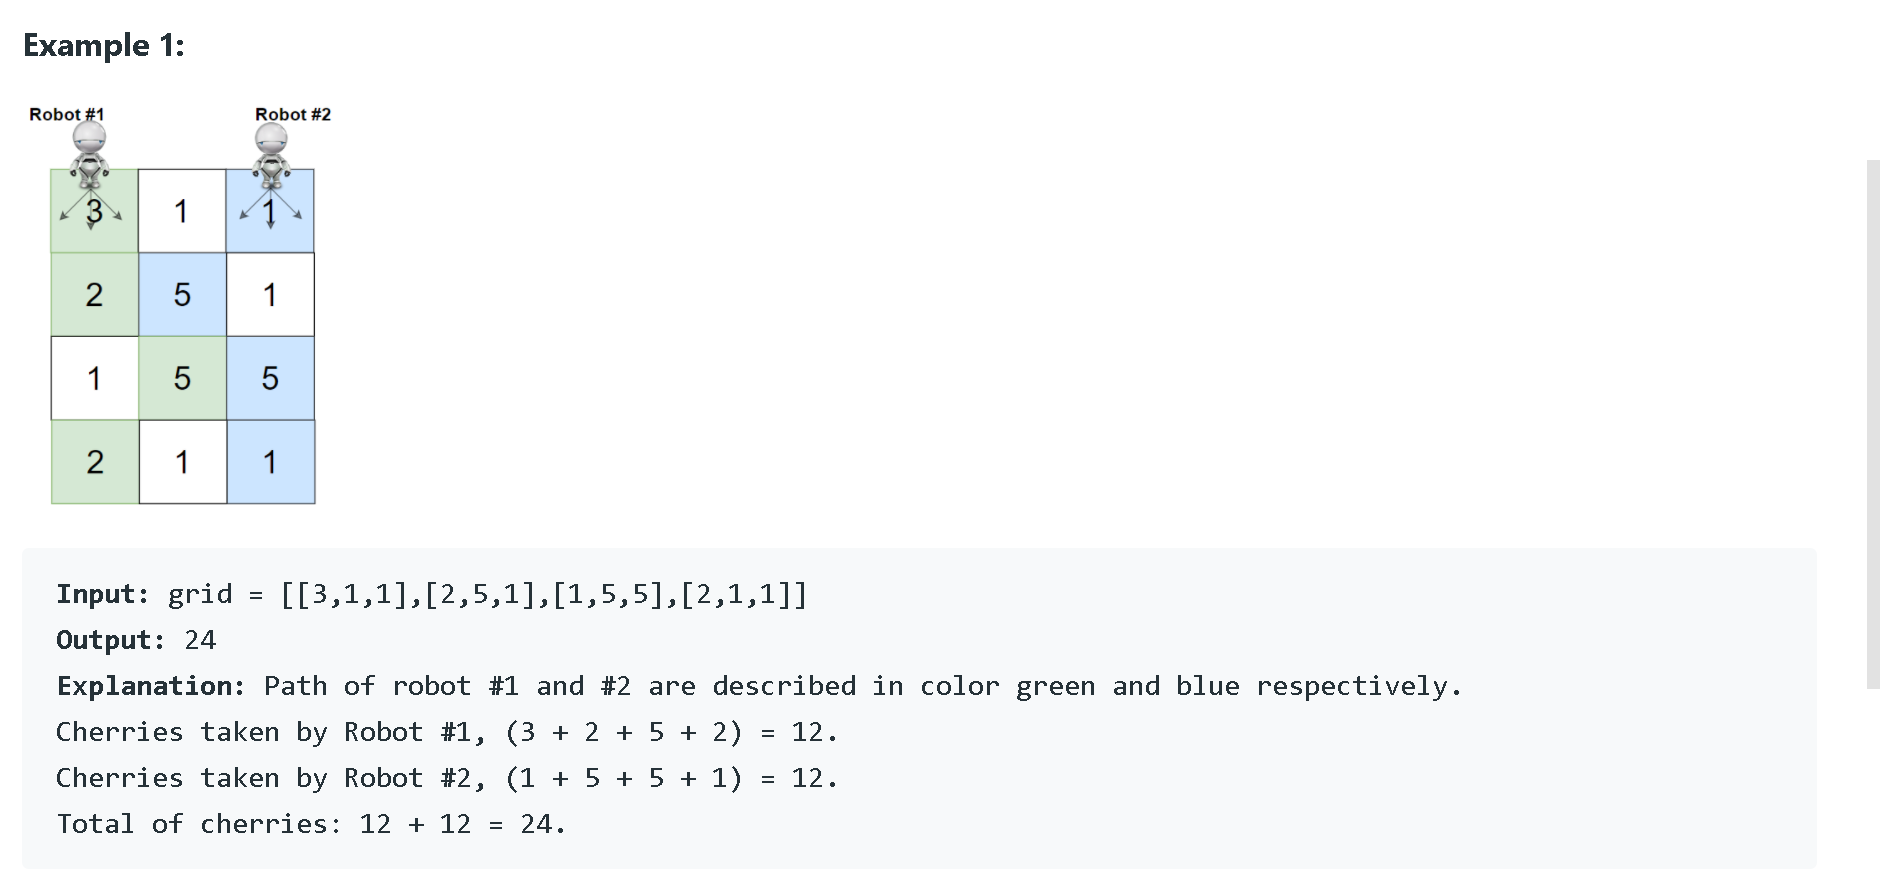 Example 1:
Robot #1 Robot #2
3 1 1
2 5 1
1 5 5
2 1 1
Input: grid = [[3,1,1],[2,5,1],[1,5,5],[2,1,1]]
Output: 24
Explanation: Path of robot #1 and #2 are described in color green and blue respectively.
Cherries taken by Robot #1, (3 + 2 + 5 + 2) = 12.
Cherries taken by Robot #2, (1 + 5 + 5 + 1) = 12.
Total of cherries: 12 + 12 = 24.